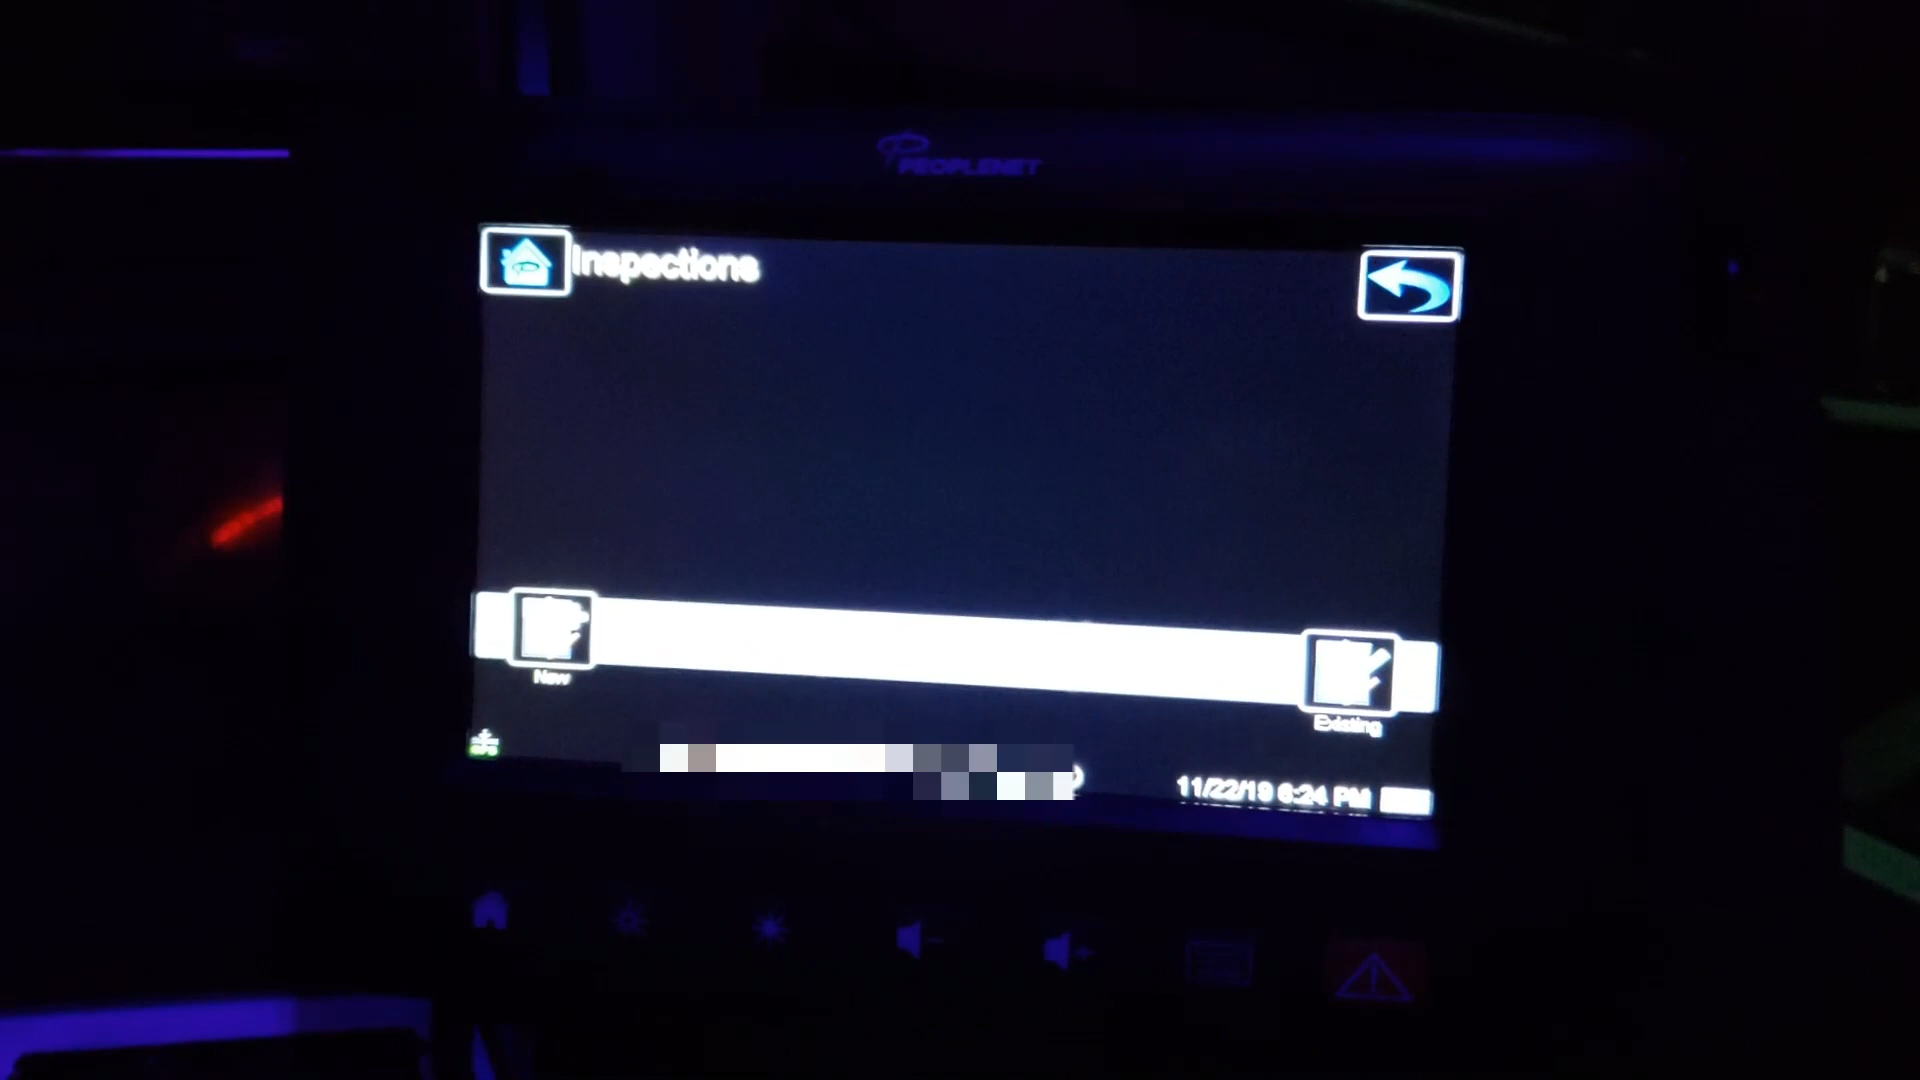 PEOPLENET
Inspections
New
Existing
11/22/19 6:24 PM